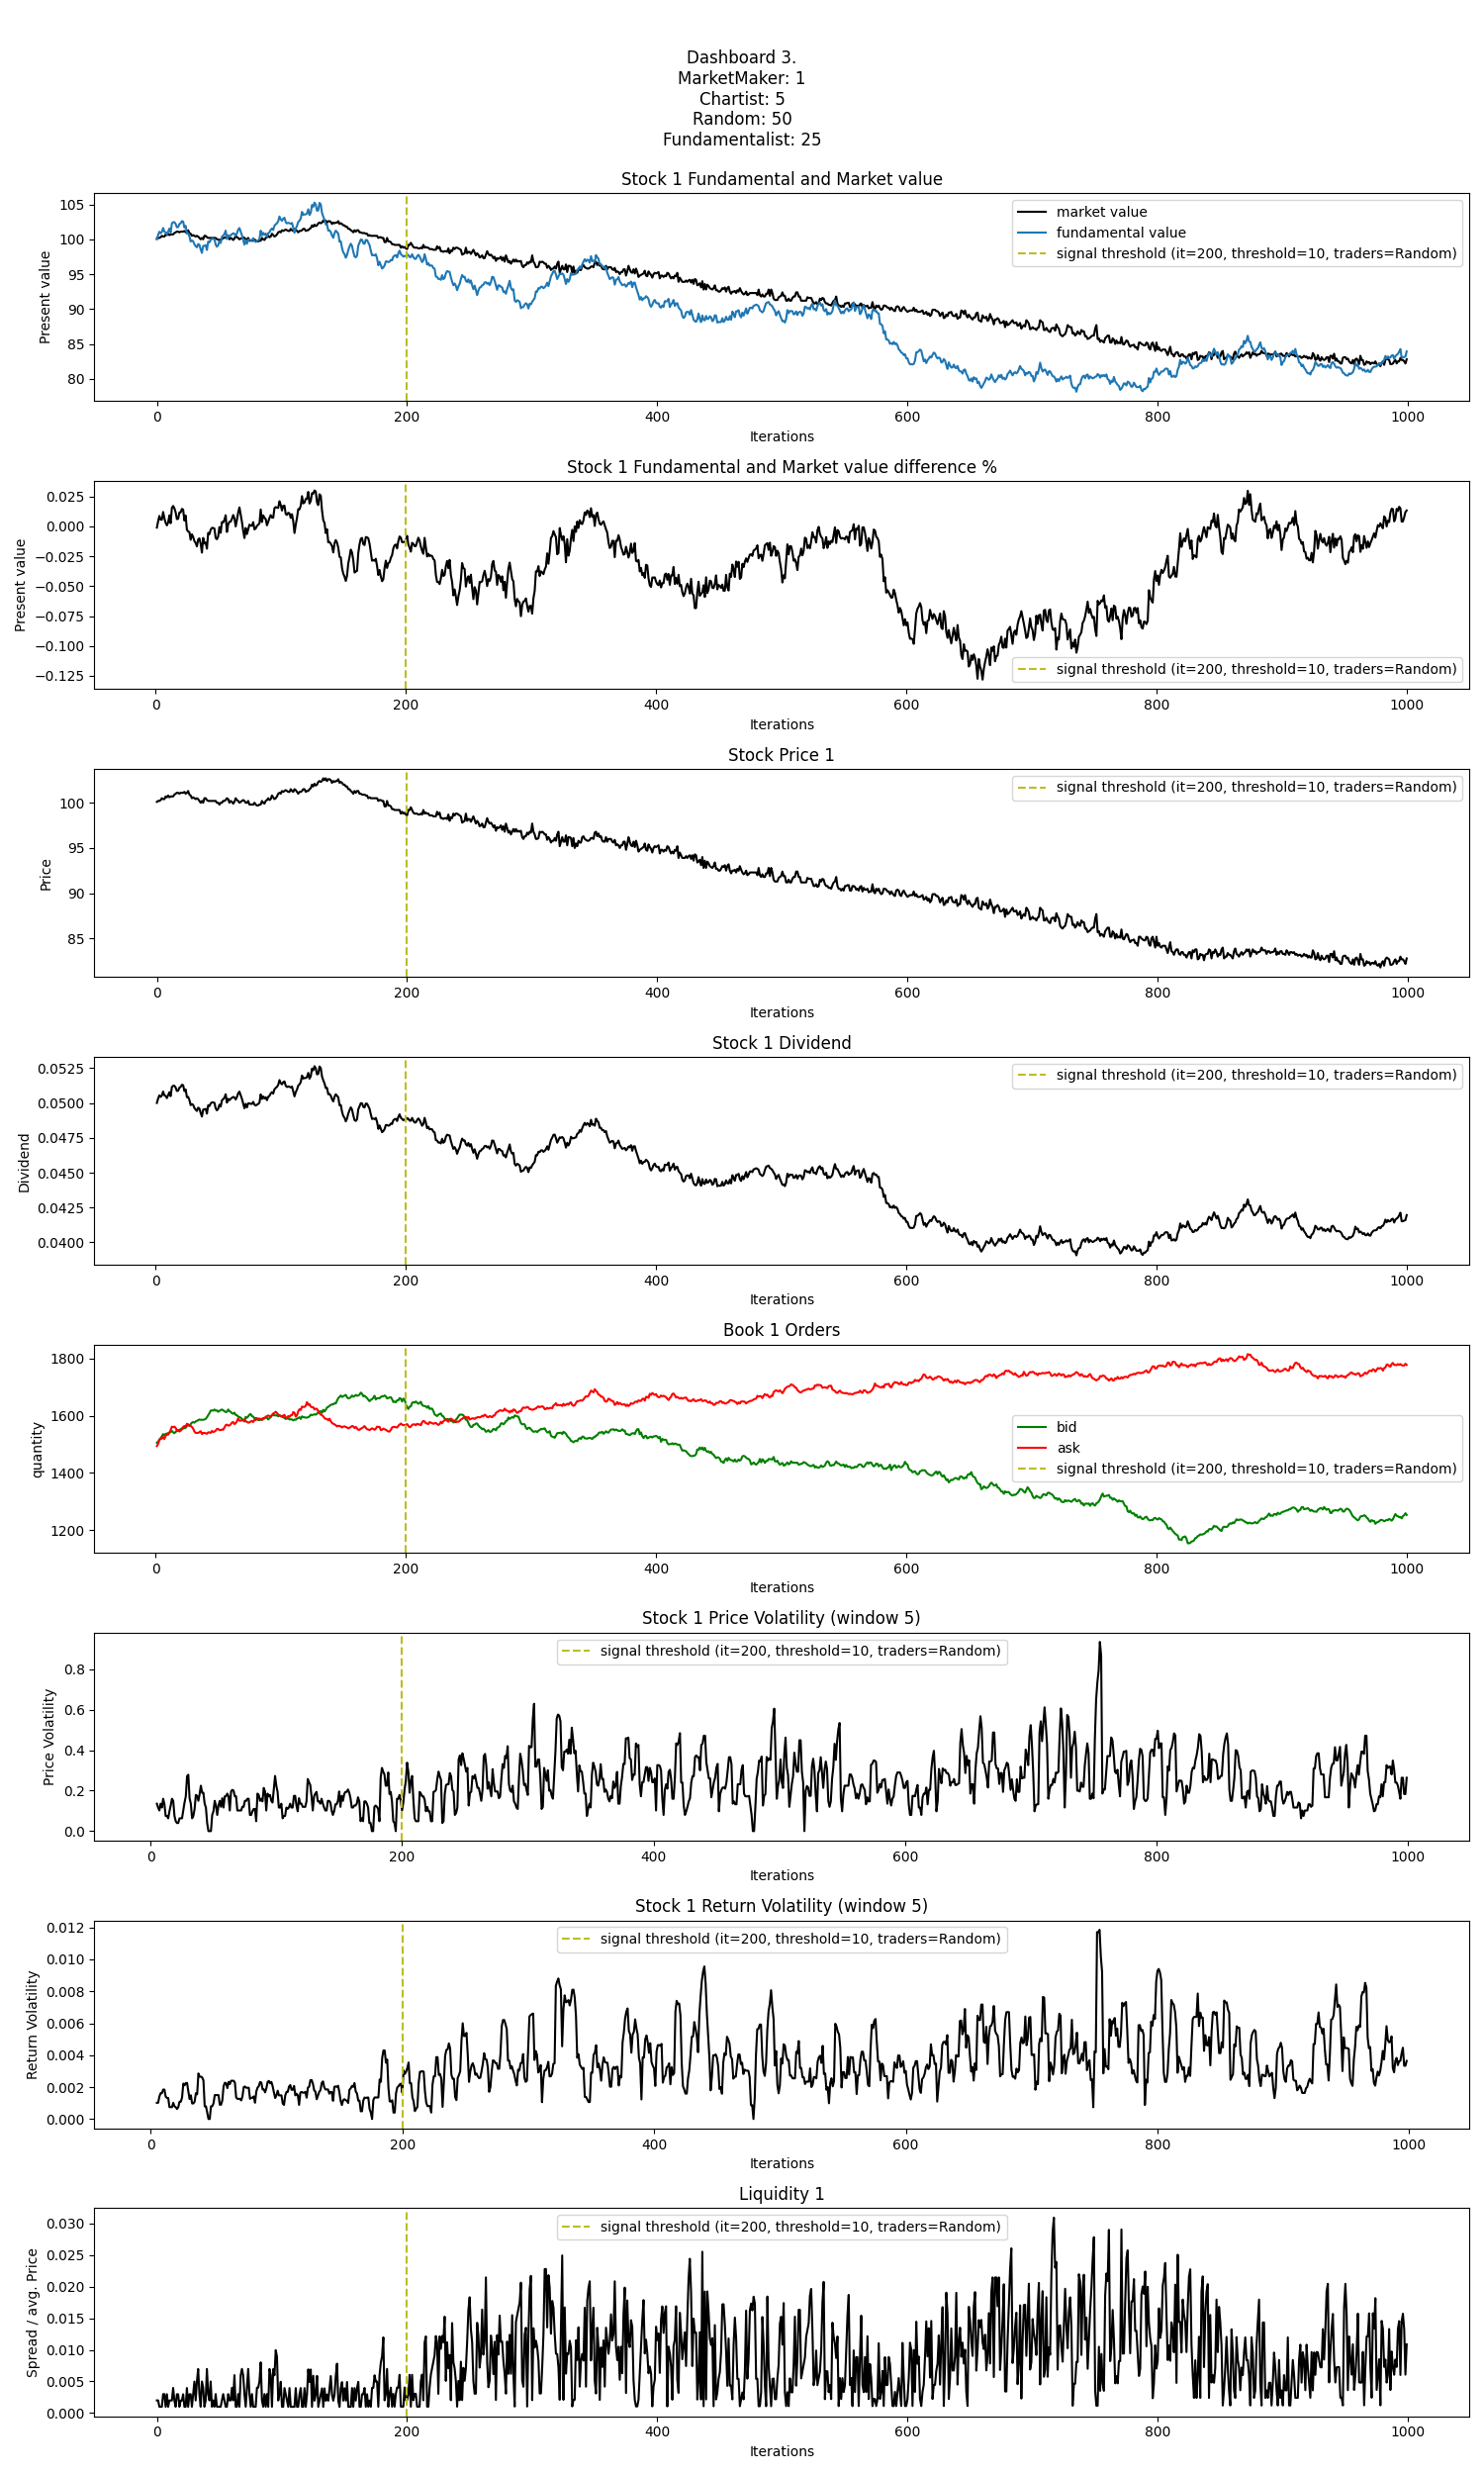 Dashboard 3.
MarketMaker: 1
Chartist: 5
Random: 50
Fundamentalist: 25
Stock 1 Fundamental and Market value
Present value
105
100
95
90
85
80
market value
fundamental value
signal threshold (it=200, threshold=10, traders=Random)
0 200 400 600 800 1000
Iterations
Stock 1 Fundamental and Market value difference %
Present value
0.025
0.000
−0.025
−0.050
−0.075
−0.100
−0.125
signal threshold (it=200, threshold=10, traders=Random)
0 200 400 600 800 1000
Iterations
Stock Price 1
Price
100
95
90
85
signal threshold (it=200, threshold=10, traders=Random)
0 200 400 600 800 1000
Iterations
Stock 1 Dividend
Dividend
0.0525
0.0500
0.0475
0.0450
0.0425
0.0400
signal threshold (it=200, threshold=10, traders=Random)
0 200 400 600 800 1000
Iterations
Book 1 Orders
quantity
1800
1600
1400
1200
bid
ask
signal threshold (it=200, threshold=10, traders=Random)
0 200 400 600 800 1000
Iterations
Stock 1 Price Volatility (window 5)
Price Volatility
0.8
0.6
0.4
0.2
0.0
signal threshold (it=200, threshold=10, traders=Random)
0 200 400 600 800 1000
Iterations
Stock 1 Return Volatility (window 5)
Return Volatility
0.012
0.010
0.008
0.006
0.004
0.002
0.000
signal threshold (it=200, threshold=10, traders=Random)
0 200 400 600 800 1000
Iterations
Liquidity 1
Spread / avg. Price
0.030
0.025
0.020
0.015
0.010
0.005
0.000
signal threshold (it=200, threshold=10, traders=Random)
0 200 400 600 800 1000
Iterations